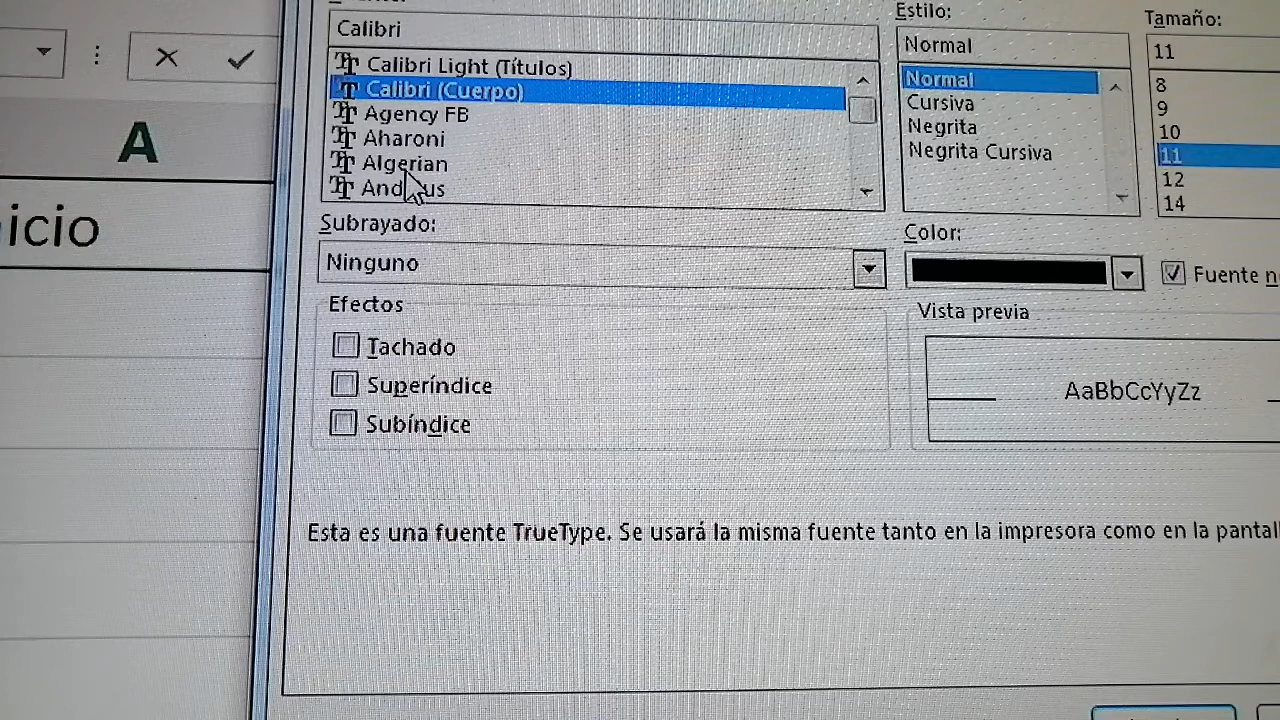 Estilo:
Tamaño:
Calibri
Normal
11
Calibri Light (Títulos)
Calibri (Cuerpo)
Agency FB
Aharoni
Algerian
Normal
Cursiva
Negrita
Negrita Cursiva
8
9
10
11
12
14
A
icio
Subrayado:
Color:
Ninguno
Fuente n
Efectos
Vista previa
Tachado
Superíndice
Subíndice
AaBbCcYyZz
Esta es una fuente TrueType. Se usará la misma fuente tanto en la impresora como en la pantal